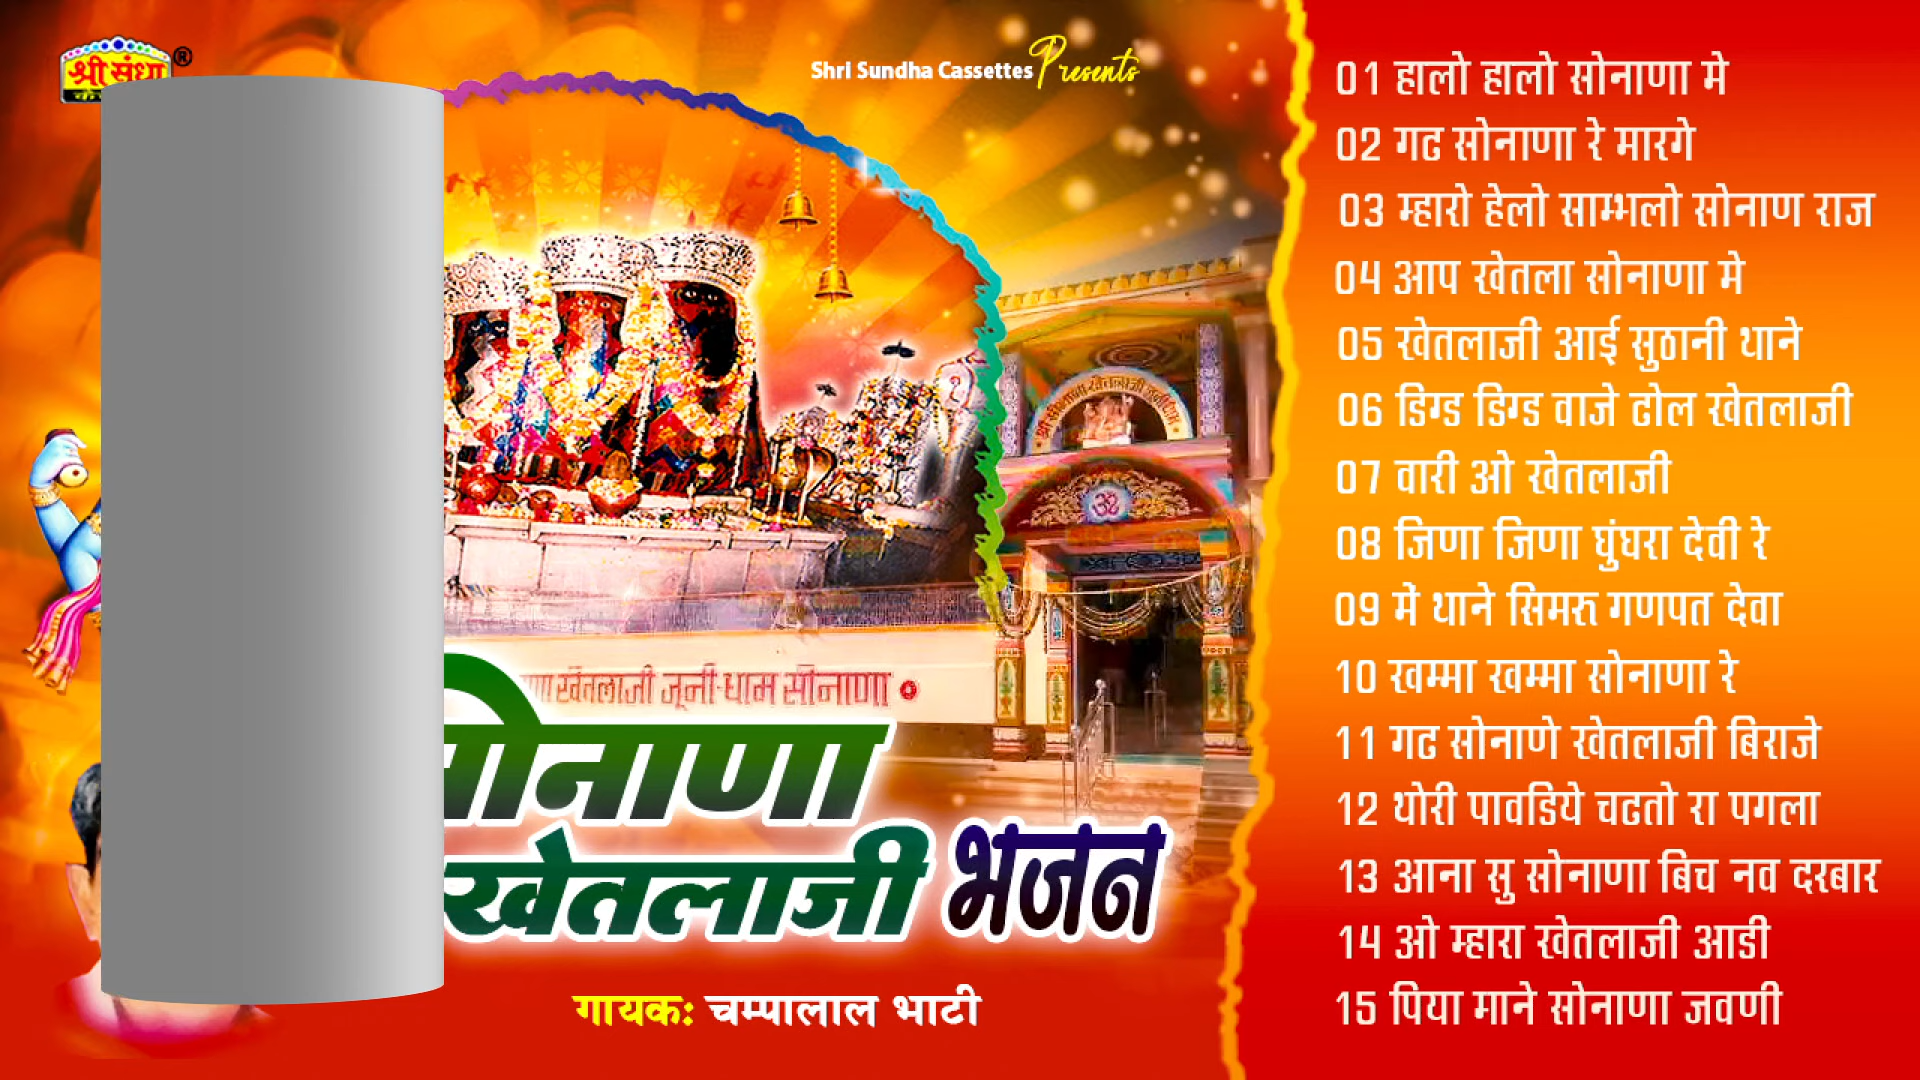 श्री संधा
®
Shri Sundha Cassettes Presents
खेतलाजी जूनी धाम सोनाणा
सोनाणा
खेतलाजी भजन
गायक: चम्पालाल भाटी
01 हालो हालो सोनाणा मे
02 गढ सोनाणा रे मारगे
03 म्हारो हेलो साम्भलो सोनाण राज
04 आप खेतला सोनाणा मे
05 खेतलाजी आई सुठानी थाने
06 डिग्ड डिग्ड वाजे ढोल खेतलाजी
07 वारी ओ खेतलाजी
08 जिणा जिणा घुंघरा देवी रे
09 में थाने सिमरु गणपत देवा
10 खम्मा खम्मा सोनाणा रे
11 गढ सोनाणे खेतलाजी बिराजे
12 थोरी पावडिये चढतो रा पगला
13 आना सु सोनाणा बिच नव दरबार
14 ओ म्हारा खेतलाजी आडी
15 पिया माने सोनाणा जवणी